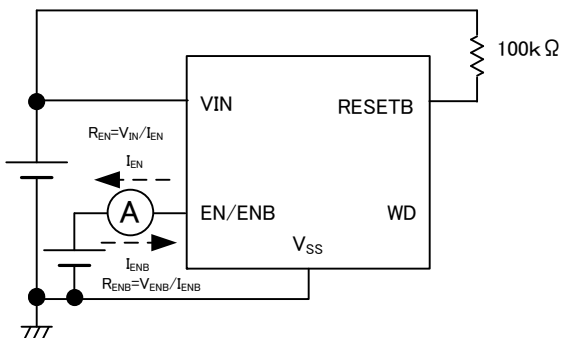 100kΩ
VIN
RESETB
R_EN=V_IN/I_EN
I_EN
A
EN/ENB
WD
V_SS
I_ENB
R_ENB=V_ENB/I_ENB